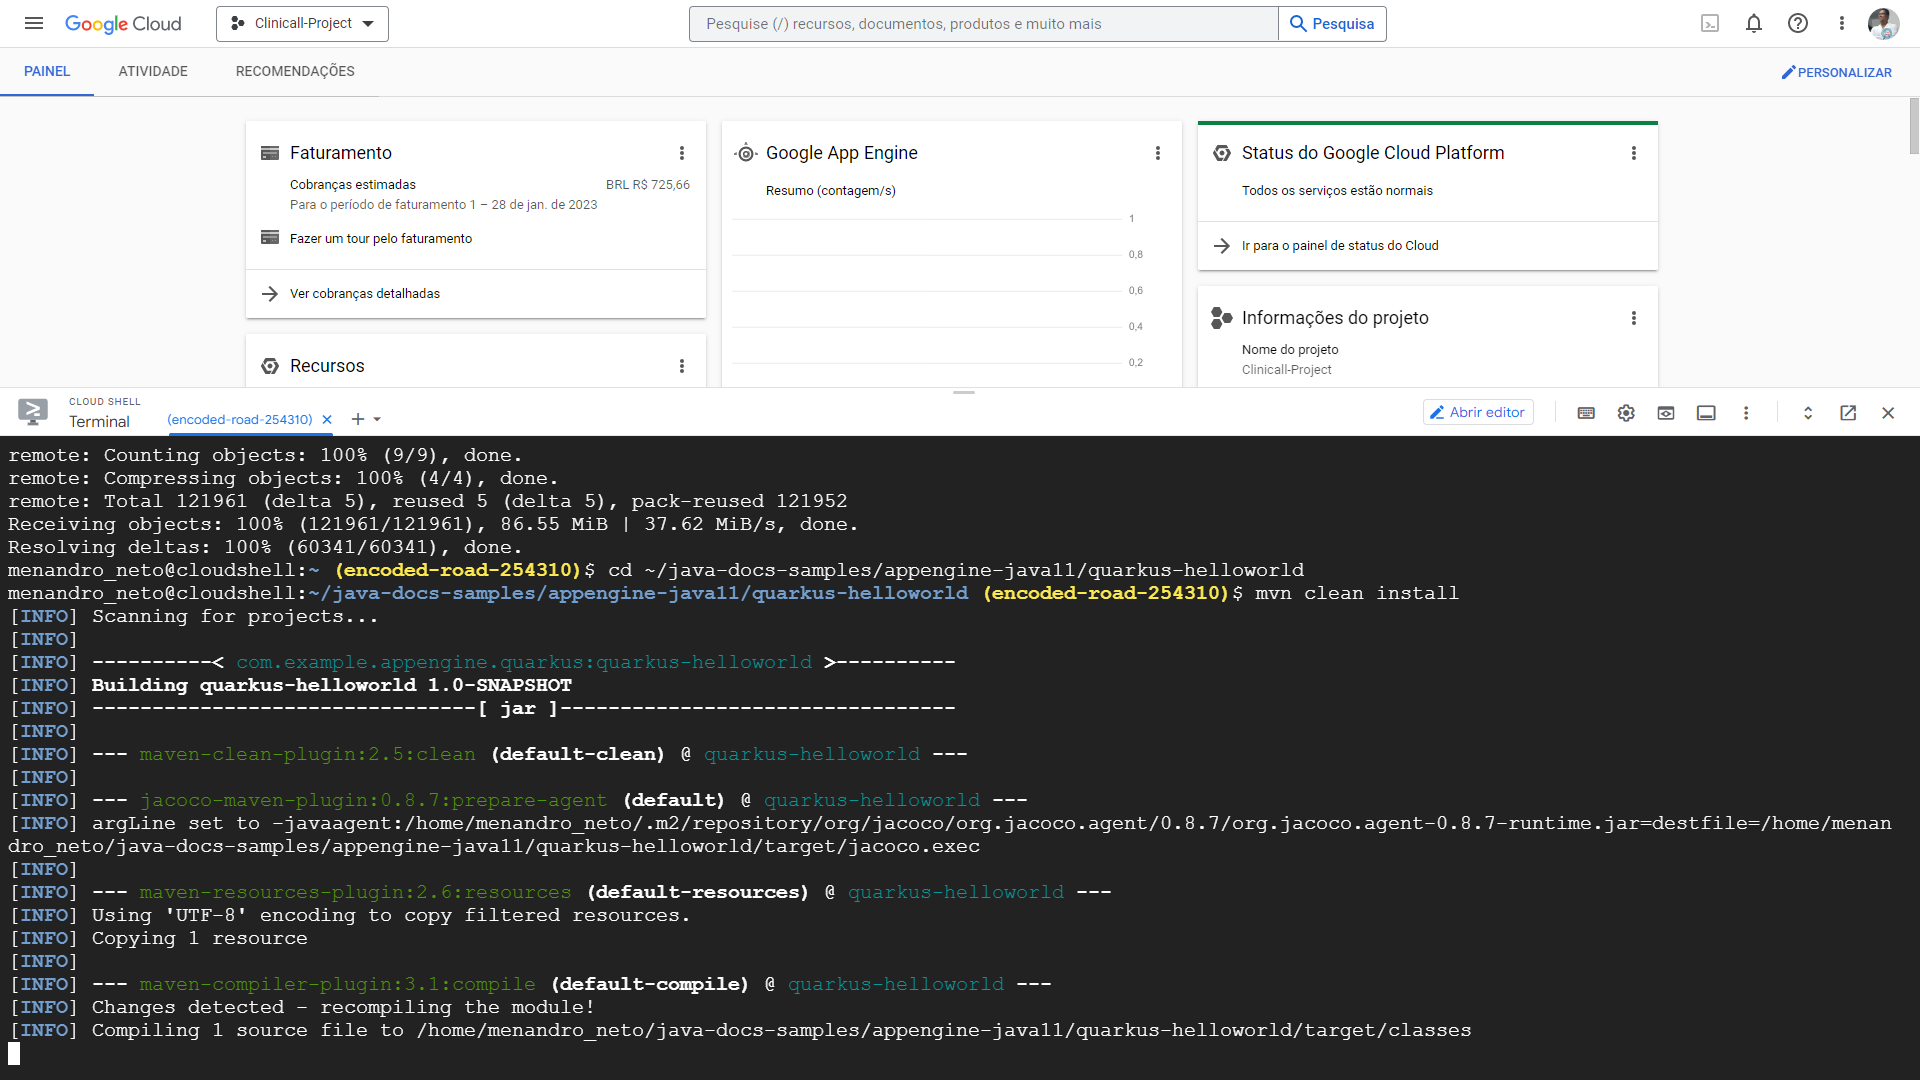 Google Cloud
Clinicall-Project
Pesquise (/) recursos, documentos, produtos e muito mais
Pesquisa
PAINEL
ATIVIDADE
RECOMENDAÇÕES
PERSONALIZAR
Faturamento
Cobranças estimadas
BRL R$ 725,66
Para o período de faturamento 1 – 28 de jan. de 2023
Fazer um tour pelo faturamento
Ver cobranças detalhadas
Recursos
Google App Engine
Resumo (contagem/s)
1
0,8
0,6
0,4
0,2
Status do Google Cloud Platform
Todos os serviços estão normais
Ir para o painel de status do Cloud
Informações do projeto
Nome do projeto
Clinicall-Project
CLOUD SHELL
Terminal
(encoded-road-254310)
Abrir editor
remote: Counting objects: 100% (9/9), done.
remote: Compressing objects: 100% (4/4), done.
remote: Total 121961 (delta 5), reused 5 (delta 5), pack-reused 121952
Receiving objects: 100% (121961/121961), 86.55 MiB | 37.62 MiB/s, done.
Resolving deltas: 100% (60341/60341), done.
menandro_neto@cloudshell:~ (encoded-road-254310)$ cd ~/java-docs-samples/appengine-java11/quarkus-helloworld
menandro_neto@cloudshell:~/java-docs-samples/appengine-java11/quarkus-helloworld (encoded-road-254310)$ mvn clean install
[INFO] Scanning for projects...
[INFO]
[INFO] ----------< com.example.appengine.quarkus:quarkus-helloworld >----------
[INFO] Building quarkus-helloworld 1.0-SNAPSHOT
[INFO] --------------------------------[ jar ]---------------------------------
[INFO]
[INFO] --- maven-clean-plugin:2.5:clean (default-clean) @ quarkus-helloworld ---
[INFO]
[INFO] --- jacoco-maven-plugin:0.8.7:prepare-agent (default) @ quarkus-helloworld ---
[INFO] argLine set to -javaagent:/home/menandro_neto/.m2/repository/org/jacoco/org.jacoco.agent/0.8.7/org.jacoco.agent-0.8.7-runtime.jar=destfile=/home/menan
dro_neto/java-docs-samples/appengine-java11/quarkus-helloworld/target/jacoco.exec
[INFO]
[INFO] --- maven-resources-plugin:2.6:resources (default-resources) @ quarkus-helloworld ---
[INFO] Using 'UTF-8' encoding to copy filtered resources.
[INFO] Copying 1 resource
[INFO]
[INFO] --- maven-compiler-plugin:3.1:compile (default-compile) @ quarkus-helloworld ---
[INFO] Changes detected - recompiling the module!
[INFO] Compiling 1 source file to /home/menandro_neto/java-docs-samples/appengine-java11/quarkus-helloworld/target/classes